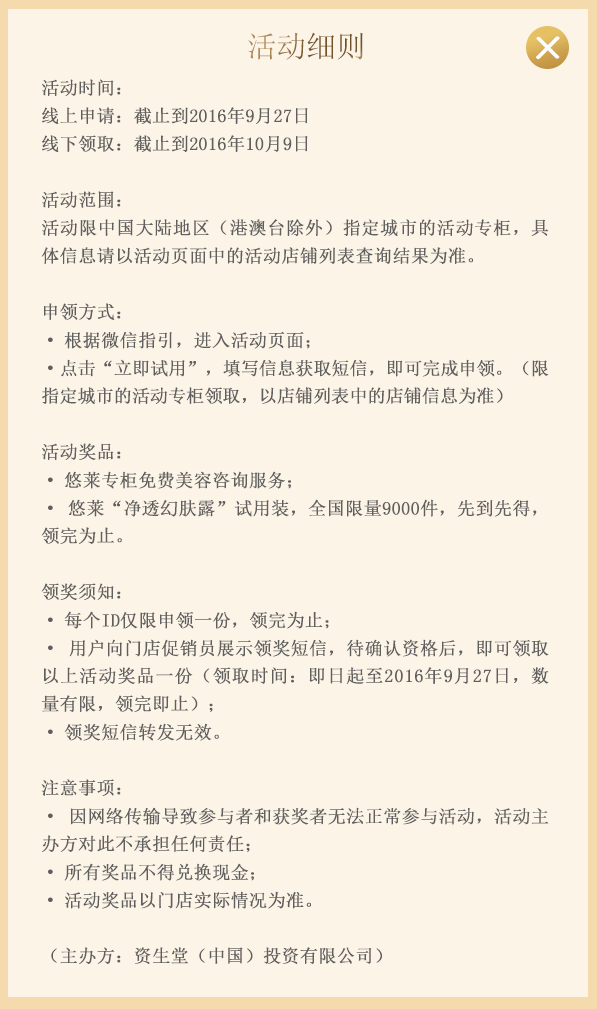 活动细则
活动时间：
线上申请：截止到2016年9月27日
线下领取：截止到2016年10月9日
活动范围：
活动限中国大陆地区（港澳台除外）指定城市的活动专柜，具
体信息请以活动页面中的活动店铺列表查询结果为准。
申领方式：
• 根据微信指引，进入活动页面；
• 点击“立即试用”，填写信息获取短信，即可完成申领。（限
指定城市的活动专柜领取，以店铺列表中的店铺信息为准）
活动奖品：
• 悠莱专柜免费美容咨询服务；
• 悠莱“净透幻肤露”试用装，全国限量9000件，先到先得，
领完为止。
领奖须知：
• 每个ID仅限申领一份，领完为止；
• 用户向门店促销员展示领奖短信，待确认资格后，即可领取
以上活动奖品一份（领取时间：即日起至2016年9月27日，数
量有限，领完即止）；
• 领奖短信转发无效。
注意事项：
• 因网络传输导致参与者和获奖者无法正常参与活动，活动主
办方对此不承担任何责任；
• 所有奖品不得兑换现金；
• 活动奖品以门店实际情况为准。
（主办方：资生堂（中国）投资有限公司）